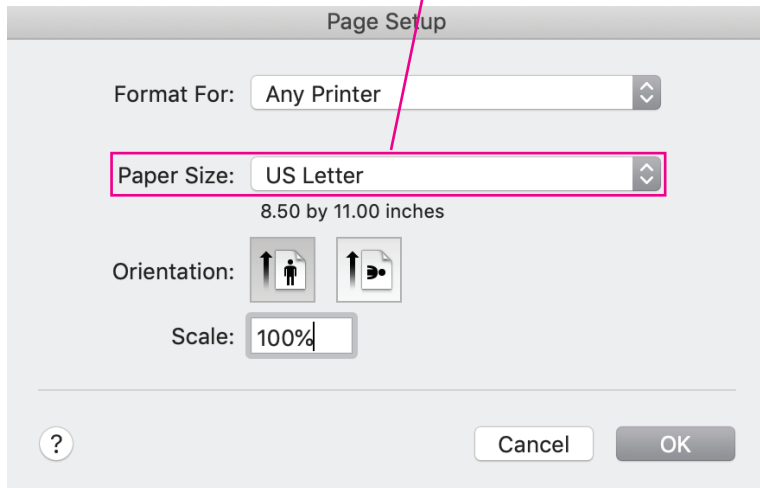 Page Setup
Format For: Any Printer
Paper Size: US Letter
8.50 by 11.00 inches
Orientation:
Scale: 100%
? Cancel OK